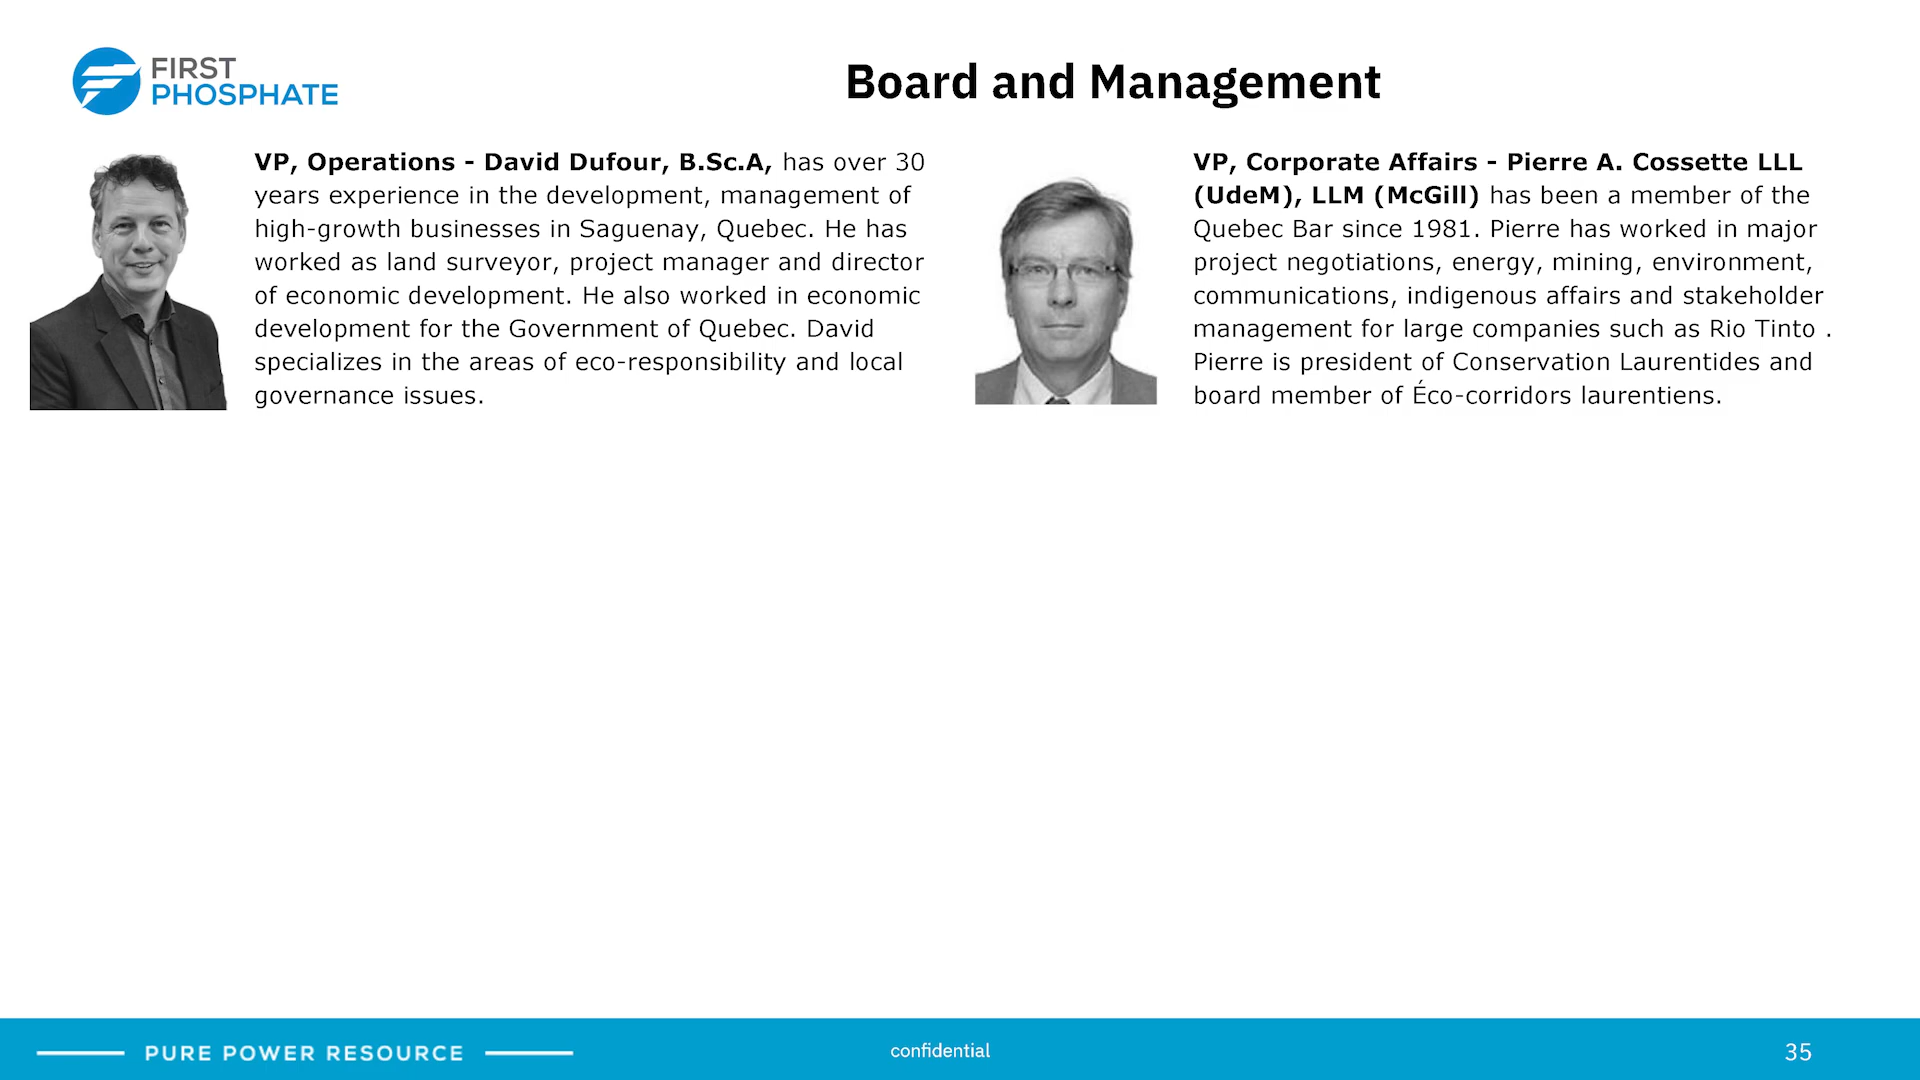 FIRST
PHOSPHATE
Board and Management
VP, Operations - David Dufour, B.Sc.A, has over 30
years experience in the development, management of
high-growth businesses in Saguenay, Quebec. He has
worked as land surveyor, project manager and director
of economic development. He also worked in economic
development for the Government of Quebec. David
specializes in the areas of eco-responsibility and local
governance issues.
VP, Corporate Affairs - Pierre A. Cossette LLL
(UdeM), LLM (McGill) has been a member of the
Quebec Bar since 1981. Pierre has worked in major
project negotiations, energy, mining, environment,
communications, indigenous affairs and stakeholder
management for large companies such as Rio Tinto .
Pierre is president of Conservation Laurentides and
board member of Éco-corridors laurentiens.
PURE POWER RESOURCE
confidential
35